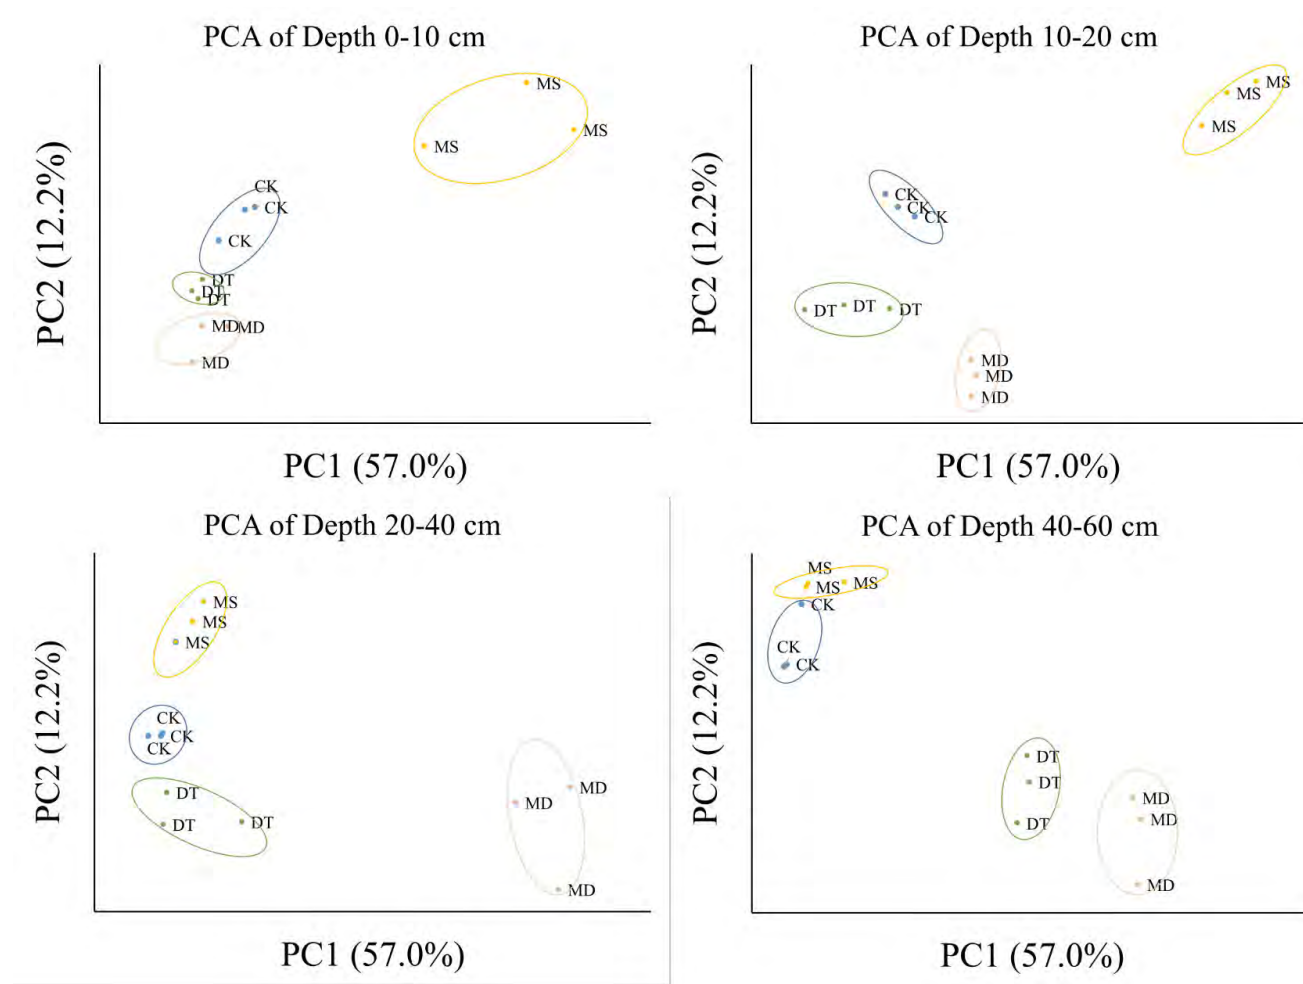 PCA of Depth 0-10 cm
PC2 (12.2%)
MS
MS
MS
CK
CK
CK
DT
DT
DT
MD
MD
MD
PC1 (57.0%)
PCA of Depth 10-20 cm
PC2 (12.2%)
MS
MS
MS
CK
CK
CK
DT
DT
DT
MD
MD
MD
PC1 (57.0%)
PCA of Depth 20-40 cm
PC2 (12.2%)
MS
MS
MS
CK
CK
CK
DT
DT
DT
MD
MD
MD
PC1 (57.0%)
PCA of Depth 40-60 cm
PC2 (12.2%)
MS
MS
MS
CK
CK
CK
DT
DT
DT
MD
MD
MD
PC1 (57.0%)